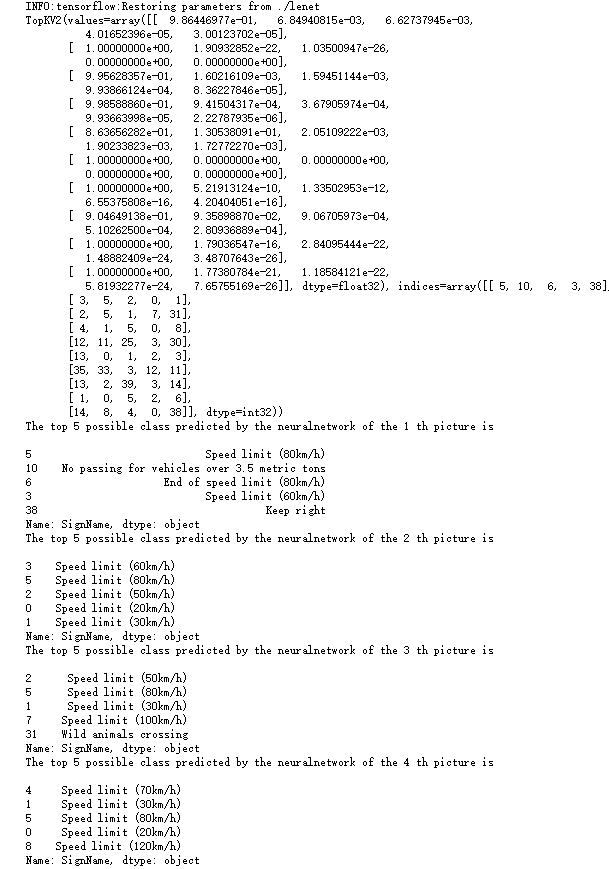 INFO:tensorflow:Restoring parameters from ./lenet
TopKV2(values=array([[  9.86446977e-01,   6.84940815e-03,   6.62737945e-03,
          4.01652396e-05,   3.00123702e-05],
       [  1.00000000e+00,   1.90932852e-22,   1.03500947e-26,
          0.00000000e+00,   0.00000000e+00],
       [  9.95628357e-01,   1.60216109e-03,   1.59451144e-03,
          9.93866124e-04,   8.36227846e-05],
       [  9.98588860e-01,   9.41504317e-04,   3.67905974e-04,
          9.93663998e-05,   2.22787935e-06],
       [  8.63656282e-01,   1.30538091e-01,   2.05109222e-03,
          1.90233823e-03,   1.72772270e-03],
       [  1.00000000e+00,   0.00000000e+00,   0.00000000e+00,
          0.00000000e+00,   0.00000000e+00],
       [  1.00000000e+00,   5.21913124e-10,   1.33502953e-12,
          6.55375808e-16,   4.20404051e-16],
       [  9.04649138e-01,   9.35898870e-02,   9.06705973e-04,
          5.10262500e-04,   2.80936889e-04],
       [  1.00000000e+00,   1.79036547e-16,   2.84095444e-22,
          1.48882409e-24,   3.48707643e-26],
       [  1.00000000e+00,   1.77380784e-21,   1.18584121e-22,
          5.81932277e-24,   7.65755169e-26]], dtype=float32), indices=array([[ 5, 10,  6,  3, 38],
       [ 3,  5,  2,  0,  1],
       [ 2,  5,  1,  7, 31],
       [ 4,  1,  5,  0,  8],
       [12, 11, 25,  3, 30],
       [13,  0,  1,  2,  3],
       [35, 33,  3, 12, 11],
       [13,  2, 39,  3, 14],
       [ 1,  0,  5,  2,  6],
       [14,  8,  4,  0, 38]], dtype=int32))
The top 5 possible class predicted by the neuralnetwork of the 1 th picture is
5                             Speed limit (80km/h)
10    No passing for vehicles over 3.5 metric tons
6                      End of speed limit (80km/h)
3                             Speed limit (60km/h)
38                                      Keep right
Name: SignName, dtype: object
The top 5 possible class predicted by the neuralnetwork of the 2 th picture is
3    Speed limit (60km/h)
5    Speed limit (80km/h)
2    Speed limit (50km/h)
0    Speed limit (20km/h)
1    Speed limit (30km/h)
Name: SignName, dtype: object
The top 5 possible class predicted by the neuralnetwork of the 3 th picture is
2      Speed limit (50km/h)
5      Speed limit (80km/h)
1      Speed limit (30km/h)
7     Speed limit (100km/h)
31    Wild animals crossing
Name: SignName, dtype: object
The top 5 possible class predicted by the neuralnetwork of the 4 th picture is
4     Speed limit (70km/h)
1     Speed limit (30km/h)
5     Speed limit (80km/h)
0     Speed limit (20km/h)
8    Speed limit (120km/h)
Name: SignName, dtype: object